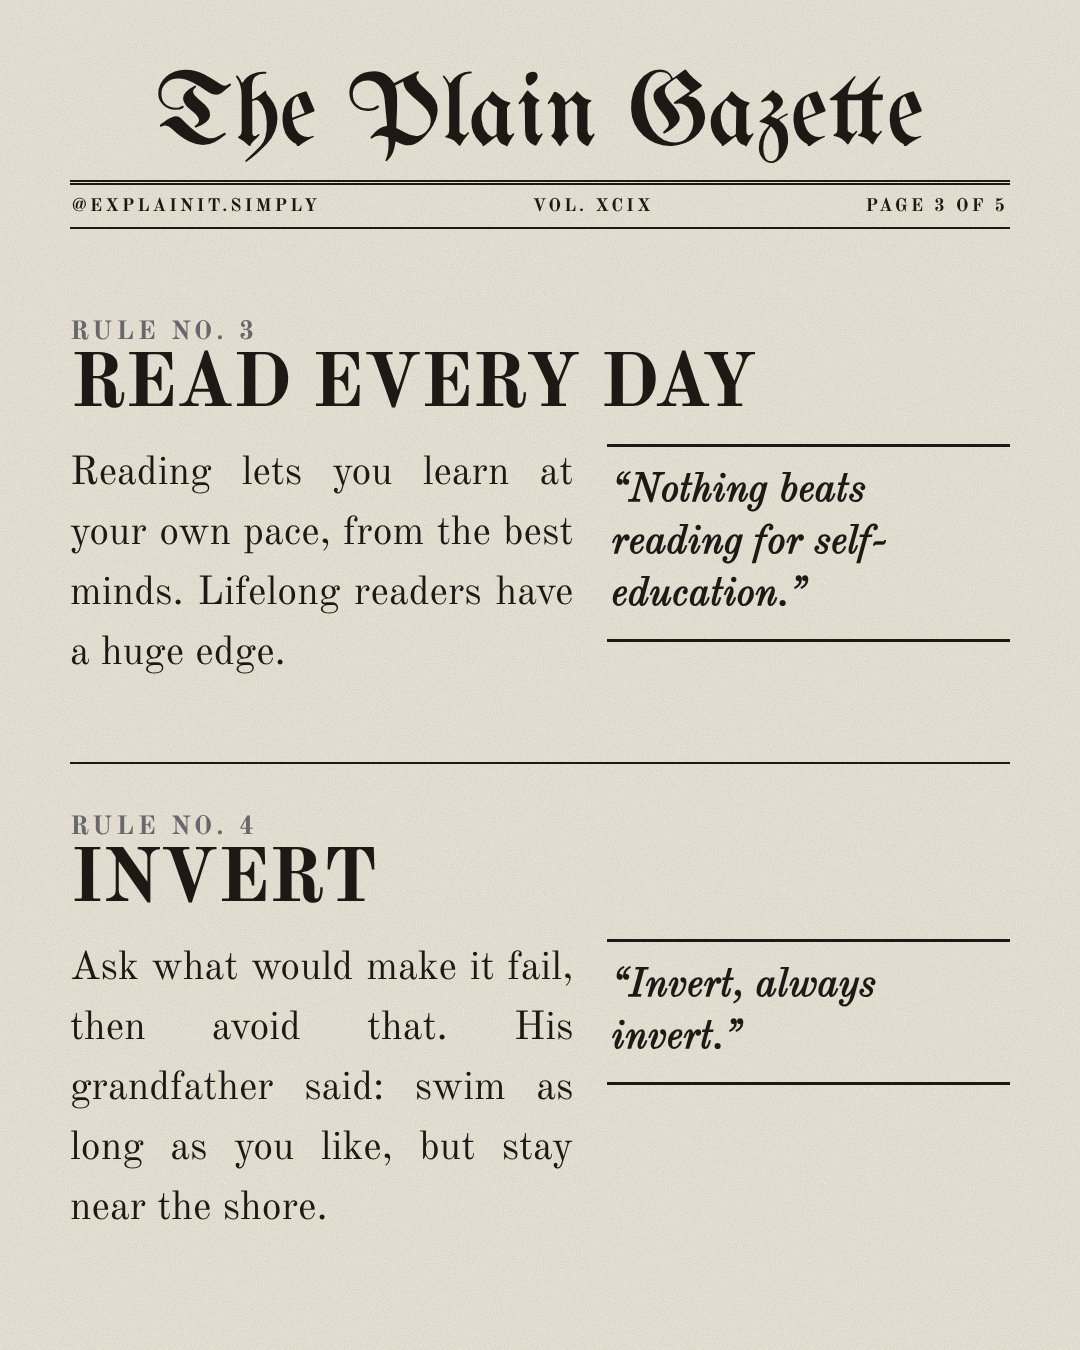 The Plain Gazette
@EXPLAINIT.SIMPLY VOL. XCIX PAGE 3 OF 5
RULE NO. 3
READ EVERY DAY
Reading lets you learn at
your own pace, from the best
minds. Lifelong readers have
a huge edge.
“Nothing beats
reading for self-
education.”
RULE NO. 4
INVERT
Ask what would make it fail,
then avoid that. His
grandfather said: swim as
long as you like, but stay
near the shore.
“Invert, always
invert.”